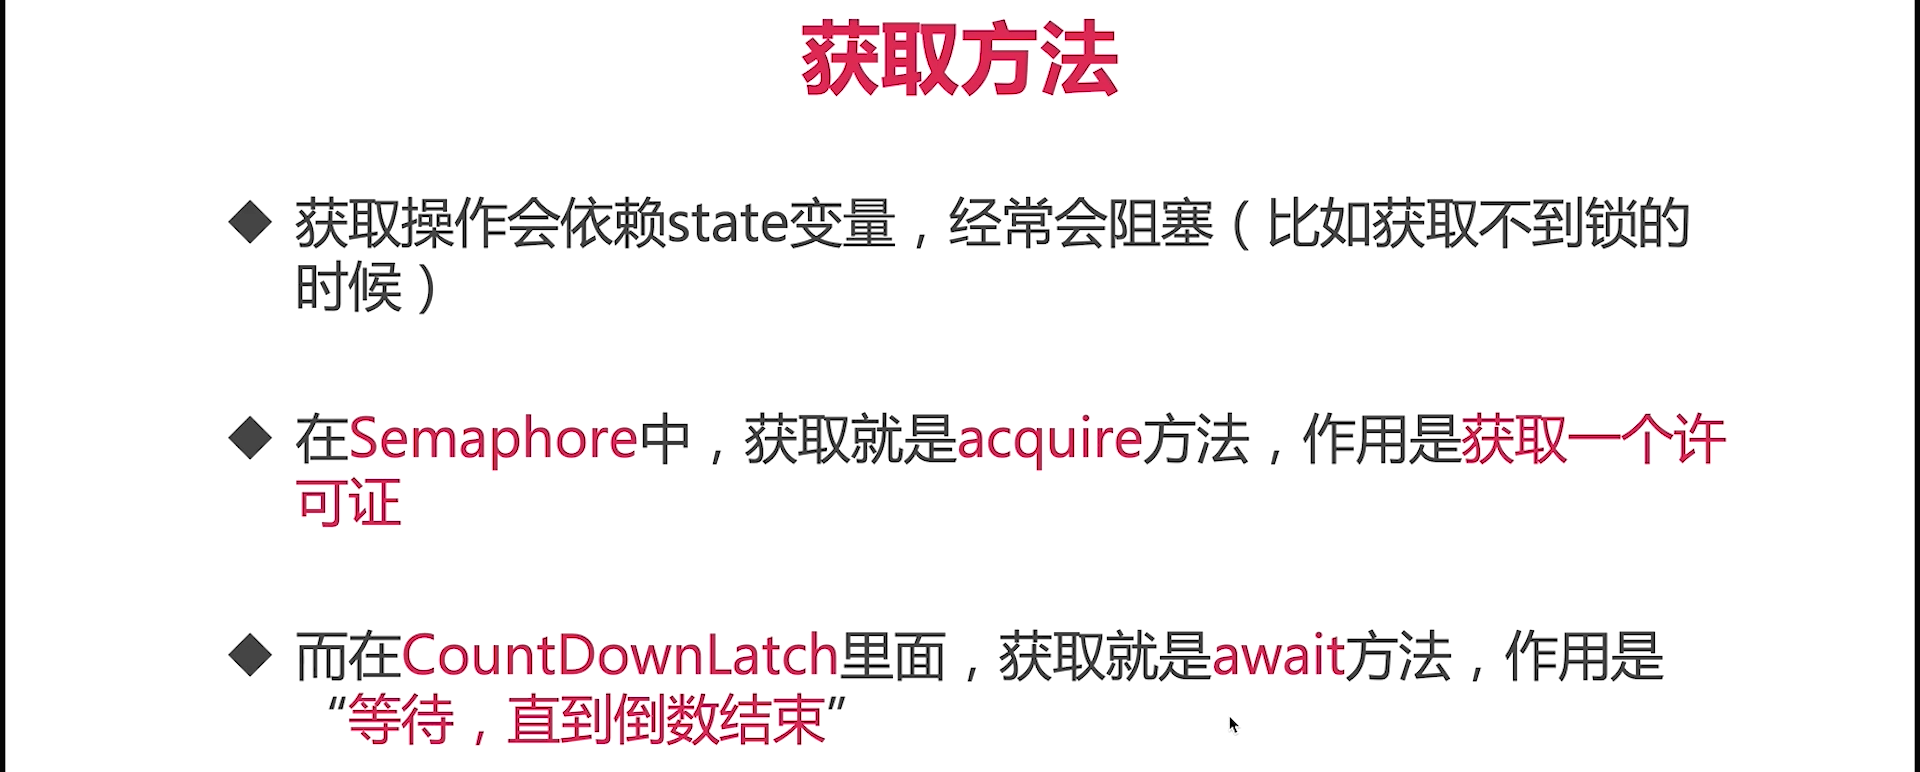 获取方法
◆ 获取操作会依赖state变量，经常会阻塞（比如获取不到锁的
时候）
◆ 在Semaphore中，获取就是acquire方法，作用是获取一个许
可证
◆ 而在CountDownLatch里面，获取就是await方法，作用是
“等待，直到倒数结束”